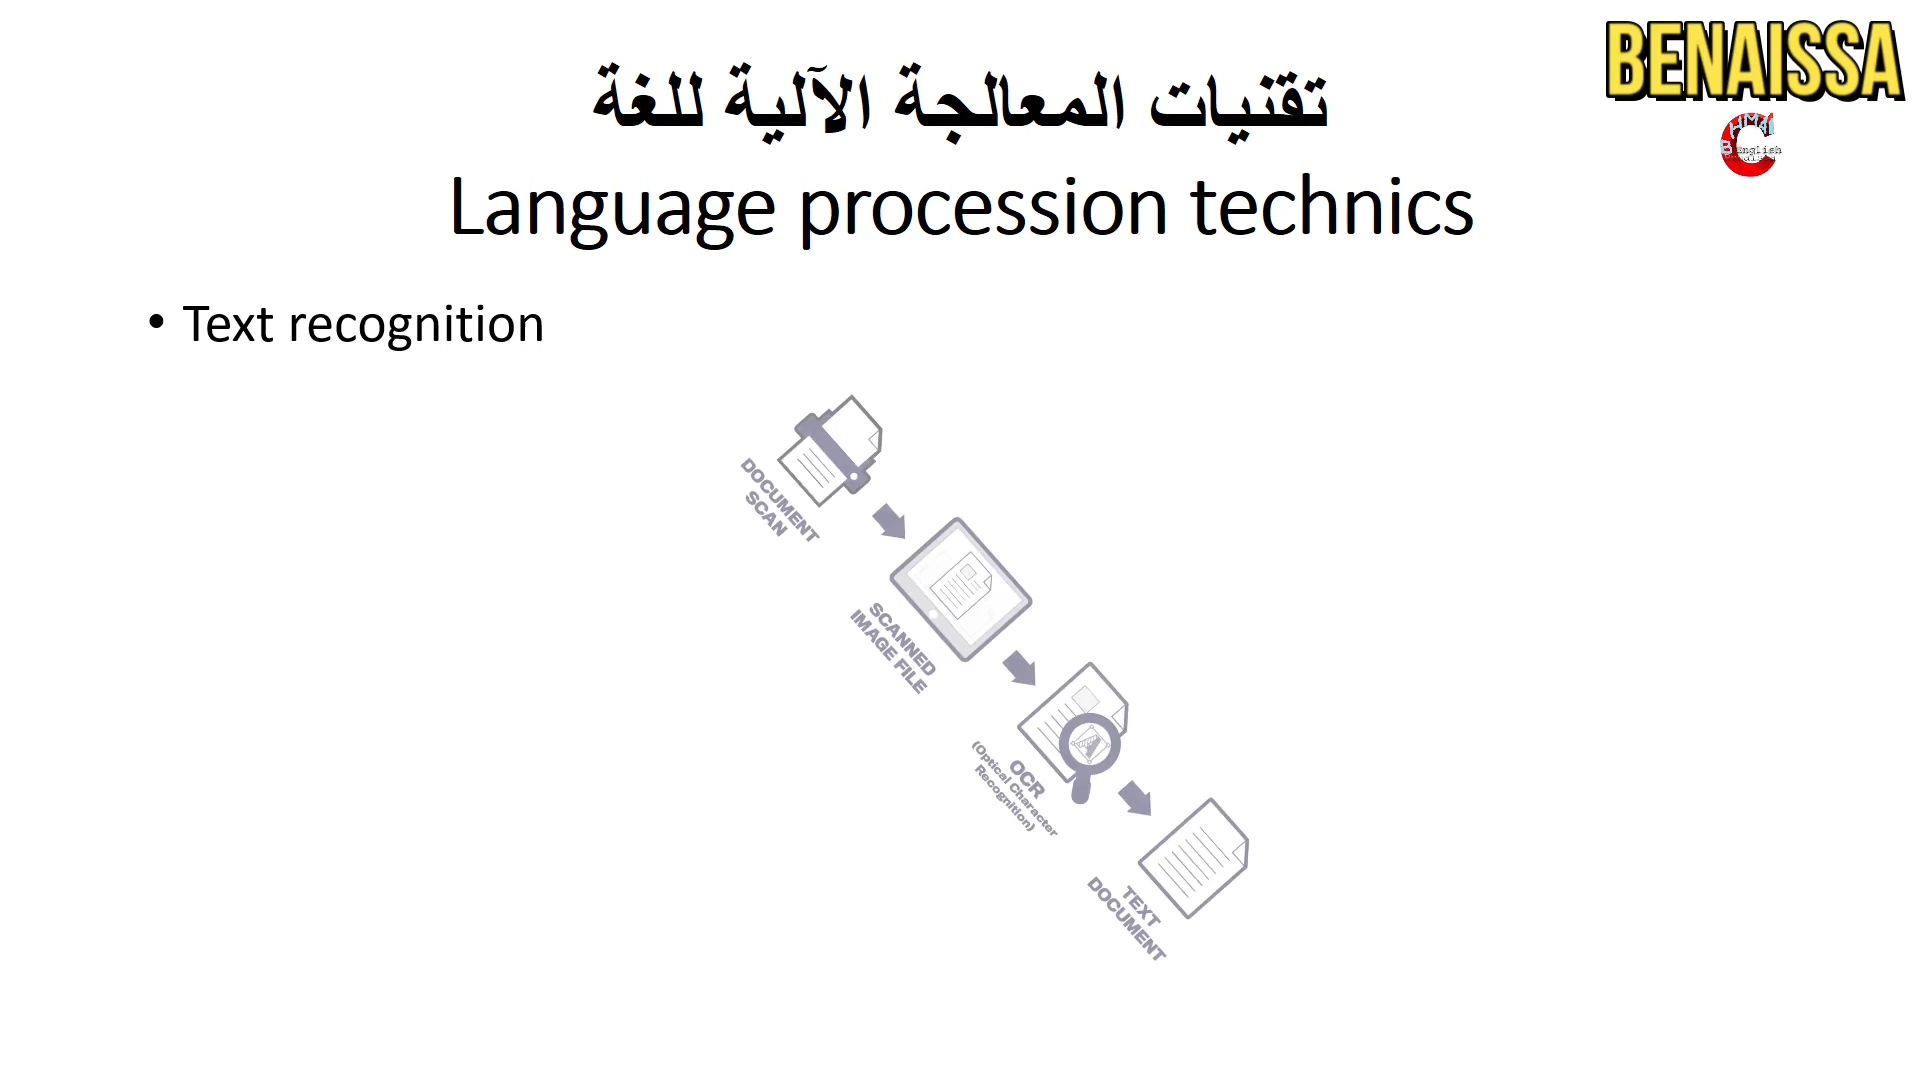 تقنيات المعالجة الآلية للغة
Language procession technics
BENAISSA
English
• Text recognition
DOCUMENT
SCAN
SCANNED
IMAGE FILE
OCR
(Optical Character
Recognition)
TEXT
DOCUMENT